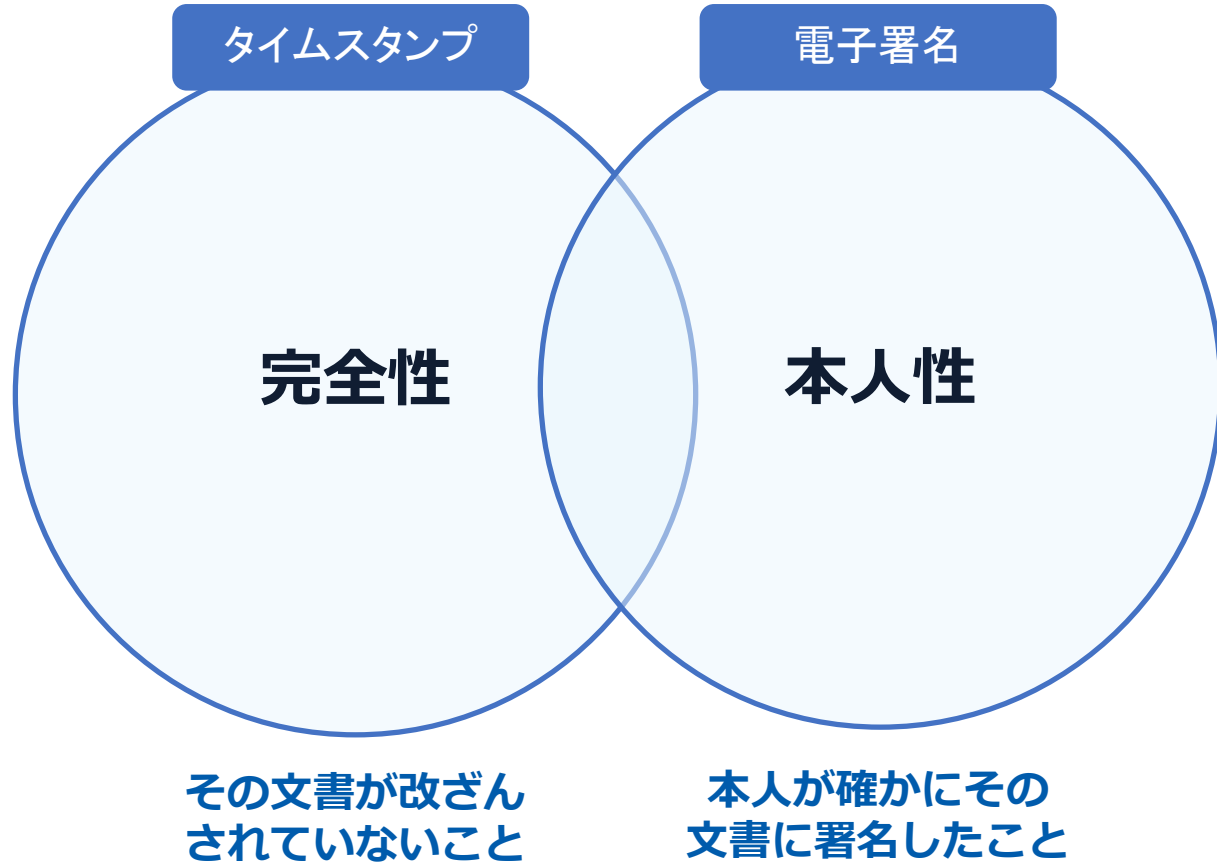 タイムスタンプ
電子署名
完全性
本人性
その文書が改ざん
されていないこと
本人が確かにその
文書に署名したこと